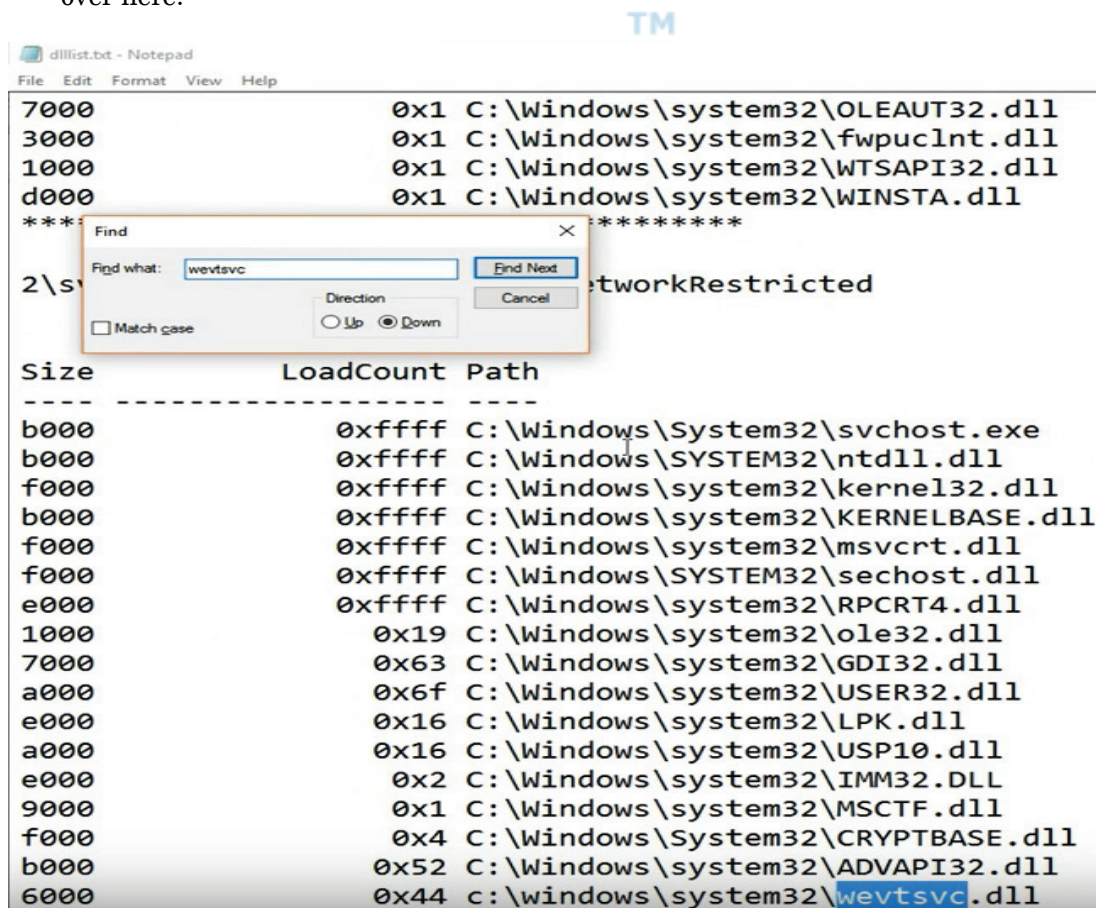 over here.
TM
dlllist.txt - Notepad
File Edit Format View Help
7000 0x1 C:\Windows\system32\OLEAUT32.dll
3000 0x1 C:\Windows\system32\fwpuclnt.dll
1000 0x1 C:\Windows\system32\WTSAPI32.dll
d000 0x1 C:\Windows\system32\WINSTA.dll
*** *********
Find
Find what: wevtsvc Find Next
2\s tworkRestricted
Direction Cancel
Match case Up Down
Size LoadCount Path
---- ------------------ ----
b000 0xffff C:\Windows\System32\svchost.exe
b000 0xffff C:\Windows\SYSTEM32\ntdll.dll
f000 0xffff C:\Windows\system32\kernel32.dll
b000 0xffff C:\Windows\system32\KERNELBASE.dll
f000 0xffff C:\Windows\system32\msvcrt.dll
f000 0xffff C:\Windows\SYSTEM32\sechost.dll
e000 0xffff C:\Windows\system32\RPCRT4.dll
1000 0x19 C:\Windows\system32\ole32.dll
7000 0x63 C:\Windows\system32\GDI32.dll
a000 0x6f C:\Windows\system32\USER32.dll
e000 0x16 C:\Windows\system32\LPK.dll
a000 0x16 C:\Windows\system32\USP10.dll
e000 0x2 C:\Windows\system32\IMM32.DLL
9000 0x1 C:\Windows\system32\MSCTF.dll
f000 0x4 C:\Windows\System32\CRYPTBASE.dll
b000 0x52 C:\Windows\system32\ADVAPI32.dll
6000 0x44 c:\windows\system32\wevtsvc.dll